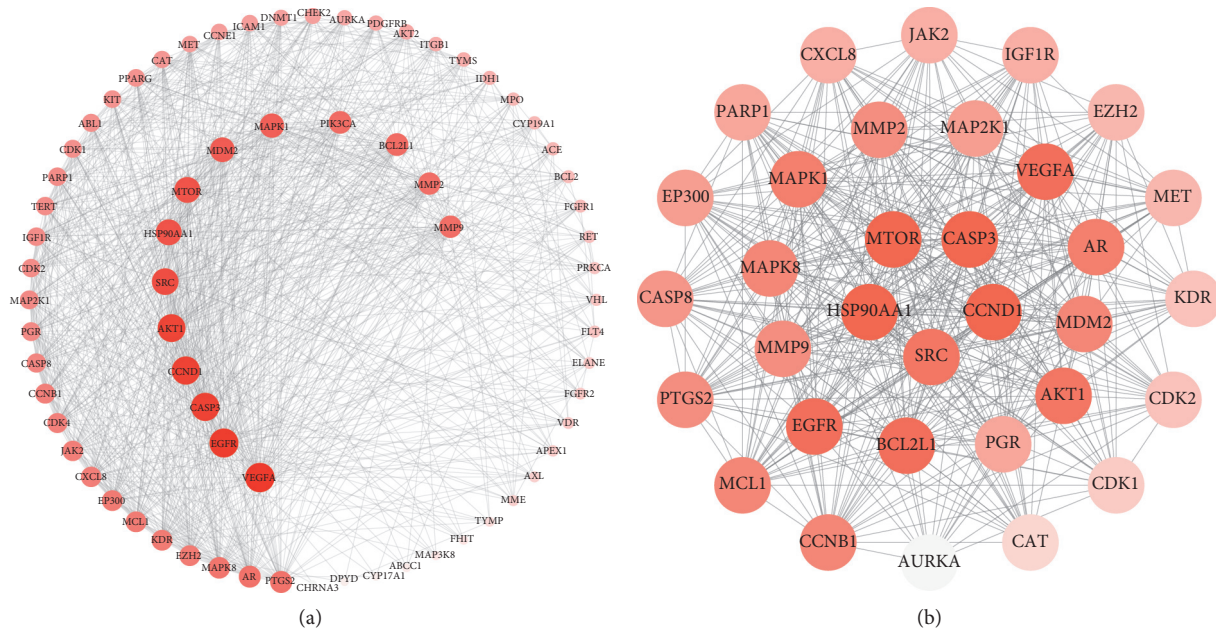 DNMT1
CHEK2
AURKA
PDGFRB
AKT2
ITGB1
TYMS
IDH1
MPO
CYP19A1
ACE
BCL2
FGFR1
RET
PRKCA
VHL
FLT4
ELANE
FGFR2
VDR
APEX1
AXL
MME
TYMP
FHIT
MAP3K8
ABCC1
CYP17A1
DPYD
CHRNA3
PTGS2
AR
MAPK8
EZH2
KDR
MCL1
EP300
CXCL8
JAK2
CDK4
CCNB1
CASP8
PGR
MAP2K1
CDK2
IGF1R
TERT
PARP1
CDK1
ABL1
KIT
PPARG
CAT
MET
CCNE1
ICAM1
MAPK1
PIK3CA
BCL2L1
MMP2
MMP9
MDM2
MTOR
HSP90AA1
SRC
AKT1
CCND1
CASP3
EGFR
VEGFA
(a)
JAK2
IGF1R
EZH2
MET
KDR
CDK2
CDK1
CAT
AURKA
CCNB1
MCL1
PTGS2
CASP8
EP300
PARP1
CXCL8
MMP2
MAP2K1
VEGFA
AR
MDM2
AKT1
PGR
BCL2L1
EGFR
MMP9
MAPK8
MAPK1
MTOR
CASP3
CCND1
SRC
HSP90AA1
(b)